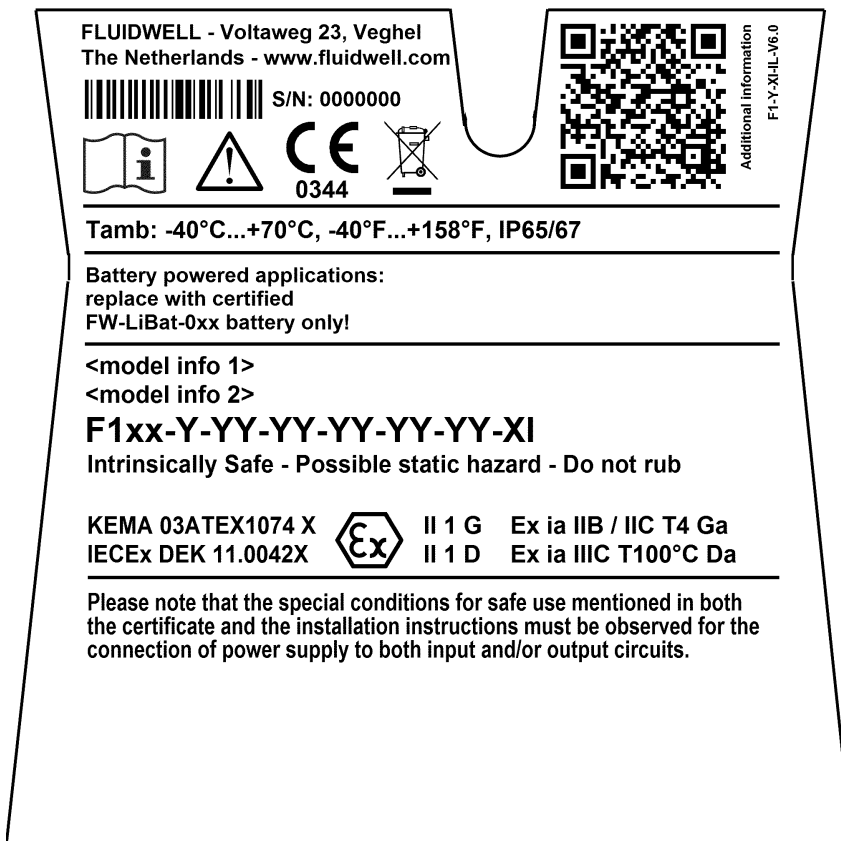 FLUIDWELL - Voltaweg 23, Veghel
The Netherlands - www.fluidwell.com
S/N: 0000000
i
!
CE
0344
Additional information
F1-Y-XI-IL-V6.0
Tamb: -40°C...+70°C, -40°F...+158°F, IP65/67
Battery powered applications:
replace with certified
FW-LiBat-0xx battery only!
<model info 1>
<model info 2>
F1xx-Y-YY-YY-YY-YY-YY-XI
Intrinsically Safe - Possible static hazard - Do not rub
KEMA 03ATEX1074 X Ex II 1 G Ex ia IIB / IIC T4 Ga
IECEx DEK 11.0042X II 1 D Ex ia IIIC T100°C Da
Please note that the special conditions for safe use mentioned in both
the certificate and the installation instructions must be observed for the
connection of power supply to both input and/or output circuits.